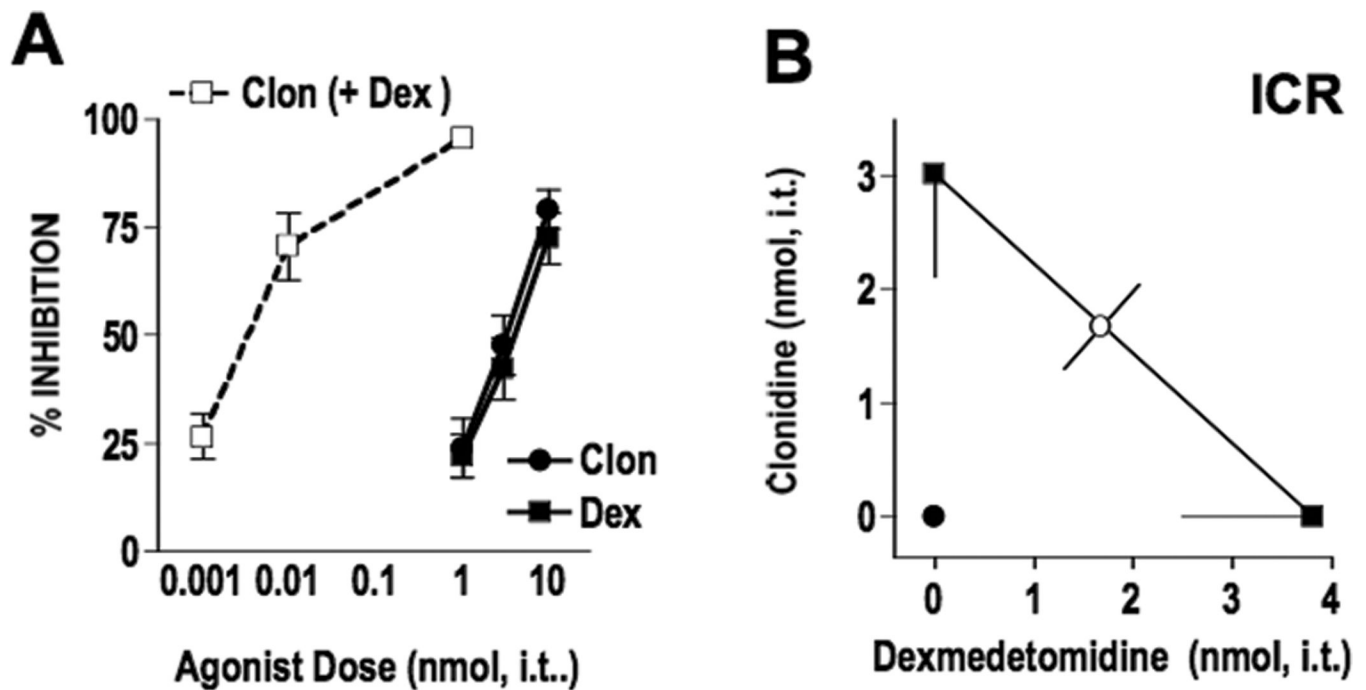 A
Clon (+ Dex )
100
75
50
25
0
% INHIBITION
Clon
Dex
0.001 0.01 0.1 1 10
Agonist Dose (nmol, i.t..)
B
ICR
3
2
1
0
Clonidine (nmol, i.t.)
0 1 2 3 4
Dexmedetomidine (nmol, i.t.)